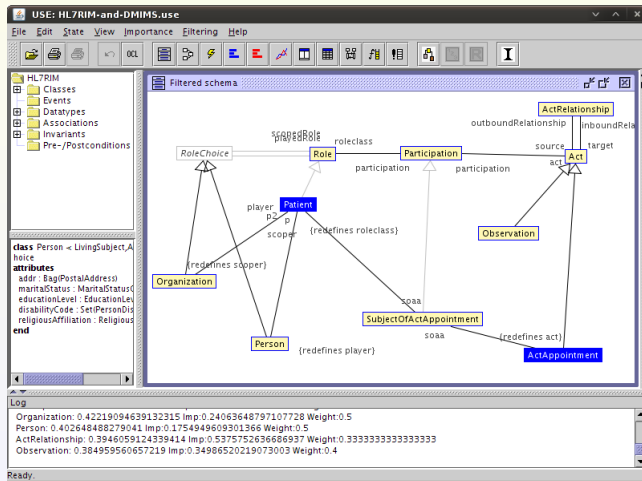 USE: HL7RIM-and-DMIMS.use
File Edit State View Importance Filtering Help
OCL
HL7RIM
Classes
Events
Datatypes
Associations
Invariants
Pre-/Postconditions
class Person < LivingSubject,A
hoice
attributes
addr : Bag(PostalAddress)
maritalStatus : MaritalStatusC
educationLevel : EducationLev
disabilityCode : Set(PersonDis
religiousAffiliation : Religious
end
Filtered schema
ActRelationship
outboundRelationship
inboundRela
scopedRole
playedRole
roleclass
RoleChoice
Role
Participation
source
target
Act
act
participation
participation
player
Patient
p2
p
scoper
{redefines roleclass}
Observation
{redefines scoper}
Organization
soaa
SubjectOfActAppointment
soaa
{redefines act}
Person
{redefines player}
ActAppointment
Log
Organization: 0.42219094639132315 Imp:0.24063648797107728 Weight:0.5
Person: 0.402648488279041 Imp:0.1754949609301366 Weight:0.5
ActRelationship: 0.3946059124339414 Imp:0.5375752636686937 Weight:0.3333333333333333
Observation: 0.384959560657219 Imp:0.34986520219073003 Weight:0.4
Ready.